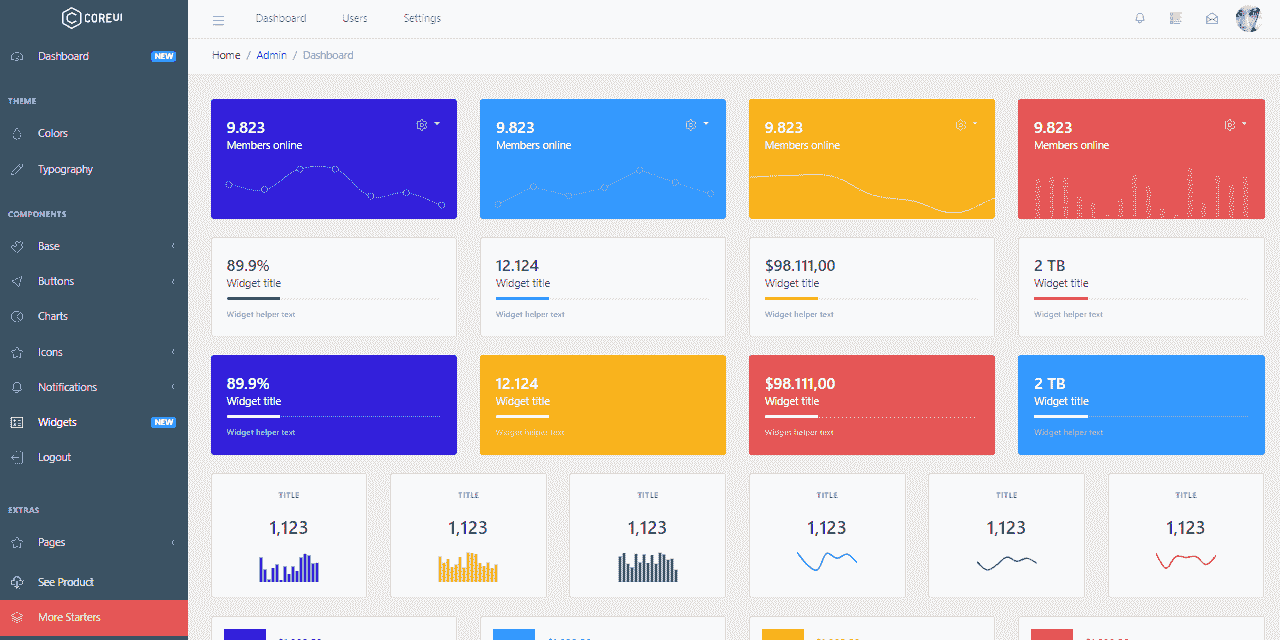 COREUI
Dashboard NEW
THEME
Colors
Typography
COMPONENTS
Base
Buttons
Charts
Icons
Notifications
Widgets NEW
Logout
EXTRAS
Pages
See Product
More Starters
Dashboard Users Settings
Home / Admin / Dashboard
9.823
Members online
9.823
Members online
9.823
Members online
9.823
Members online
89.9%
Widget title
Widget helper text
12.124
Widget title
Widget helper text
$98.111,00
Widget title
Widget helper text
2 TB
Widget title
Widget helper text
89.9%
Widget title
Widget helper text
12.124
Widget title
Widget helper text
$98.111,00
Widget title
Widget helper text
2 TB
Widget title
Widget helper text
TITLE
1,123
TITLE
1,123
TITLE
1,123
TITLE
1,123
TITLE
1,123
TITLE
1,123